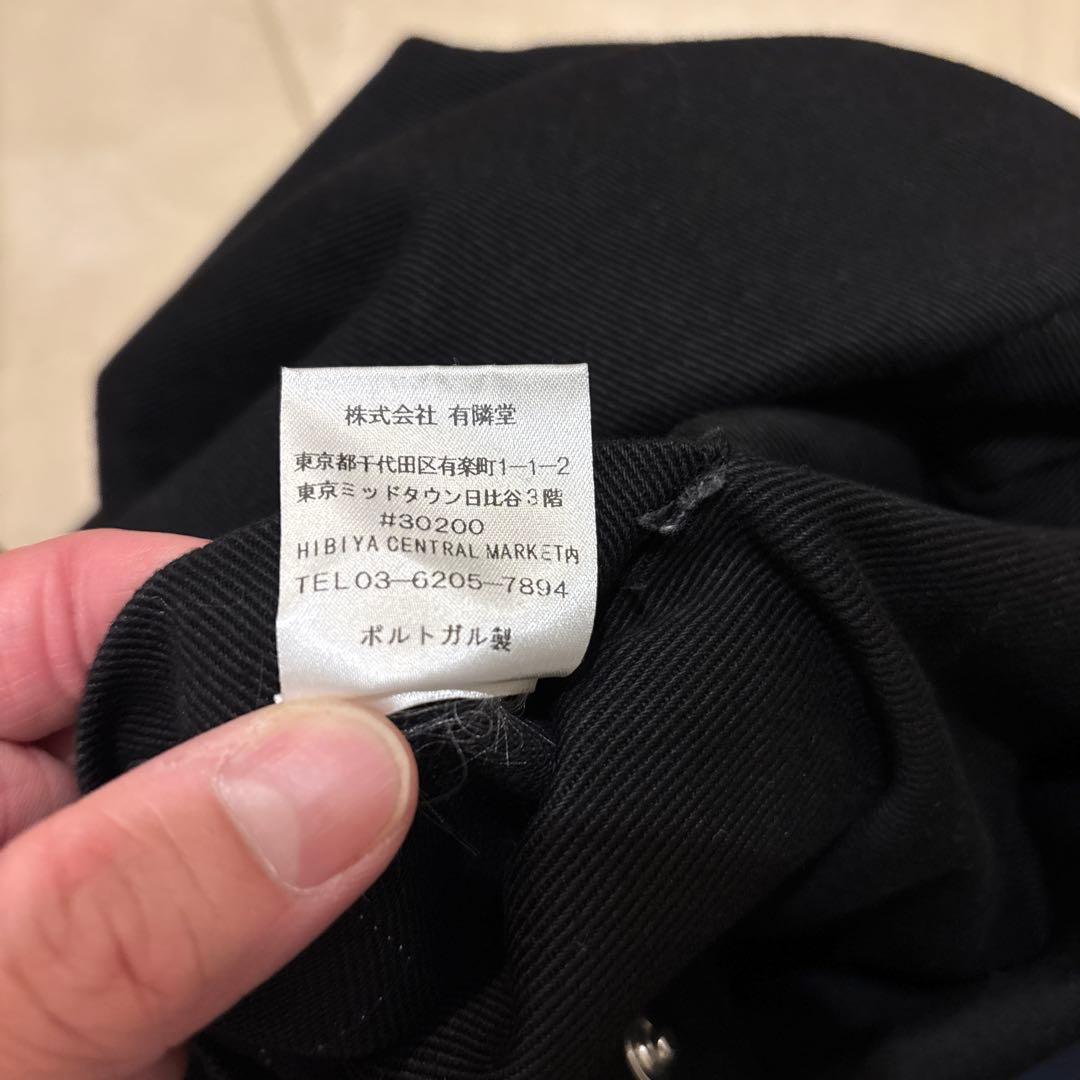 株式会社 有隣堂
東京都千代田区有楽町1-1-2
東京ミッドタウン日比谷3階
#30200
HIBIYA CENTRAL MARKET内
TEL03-6205-7894
ポルトガル製